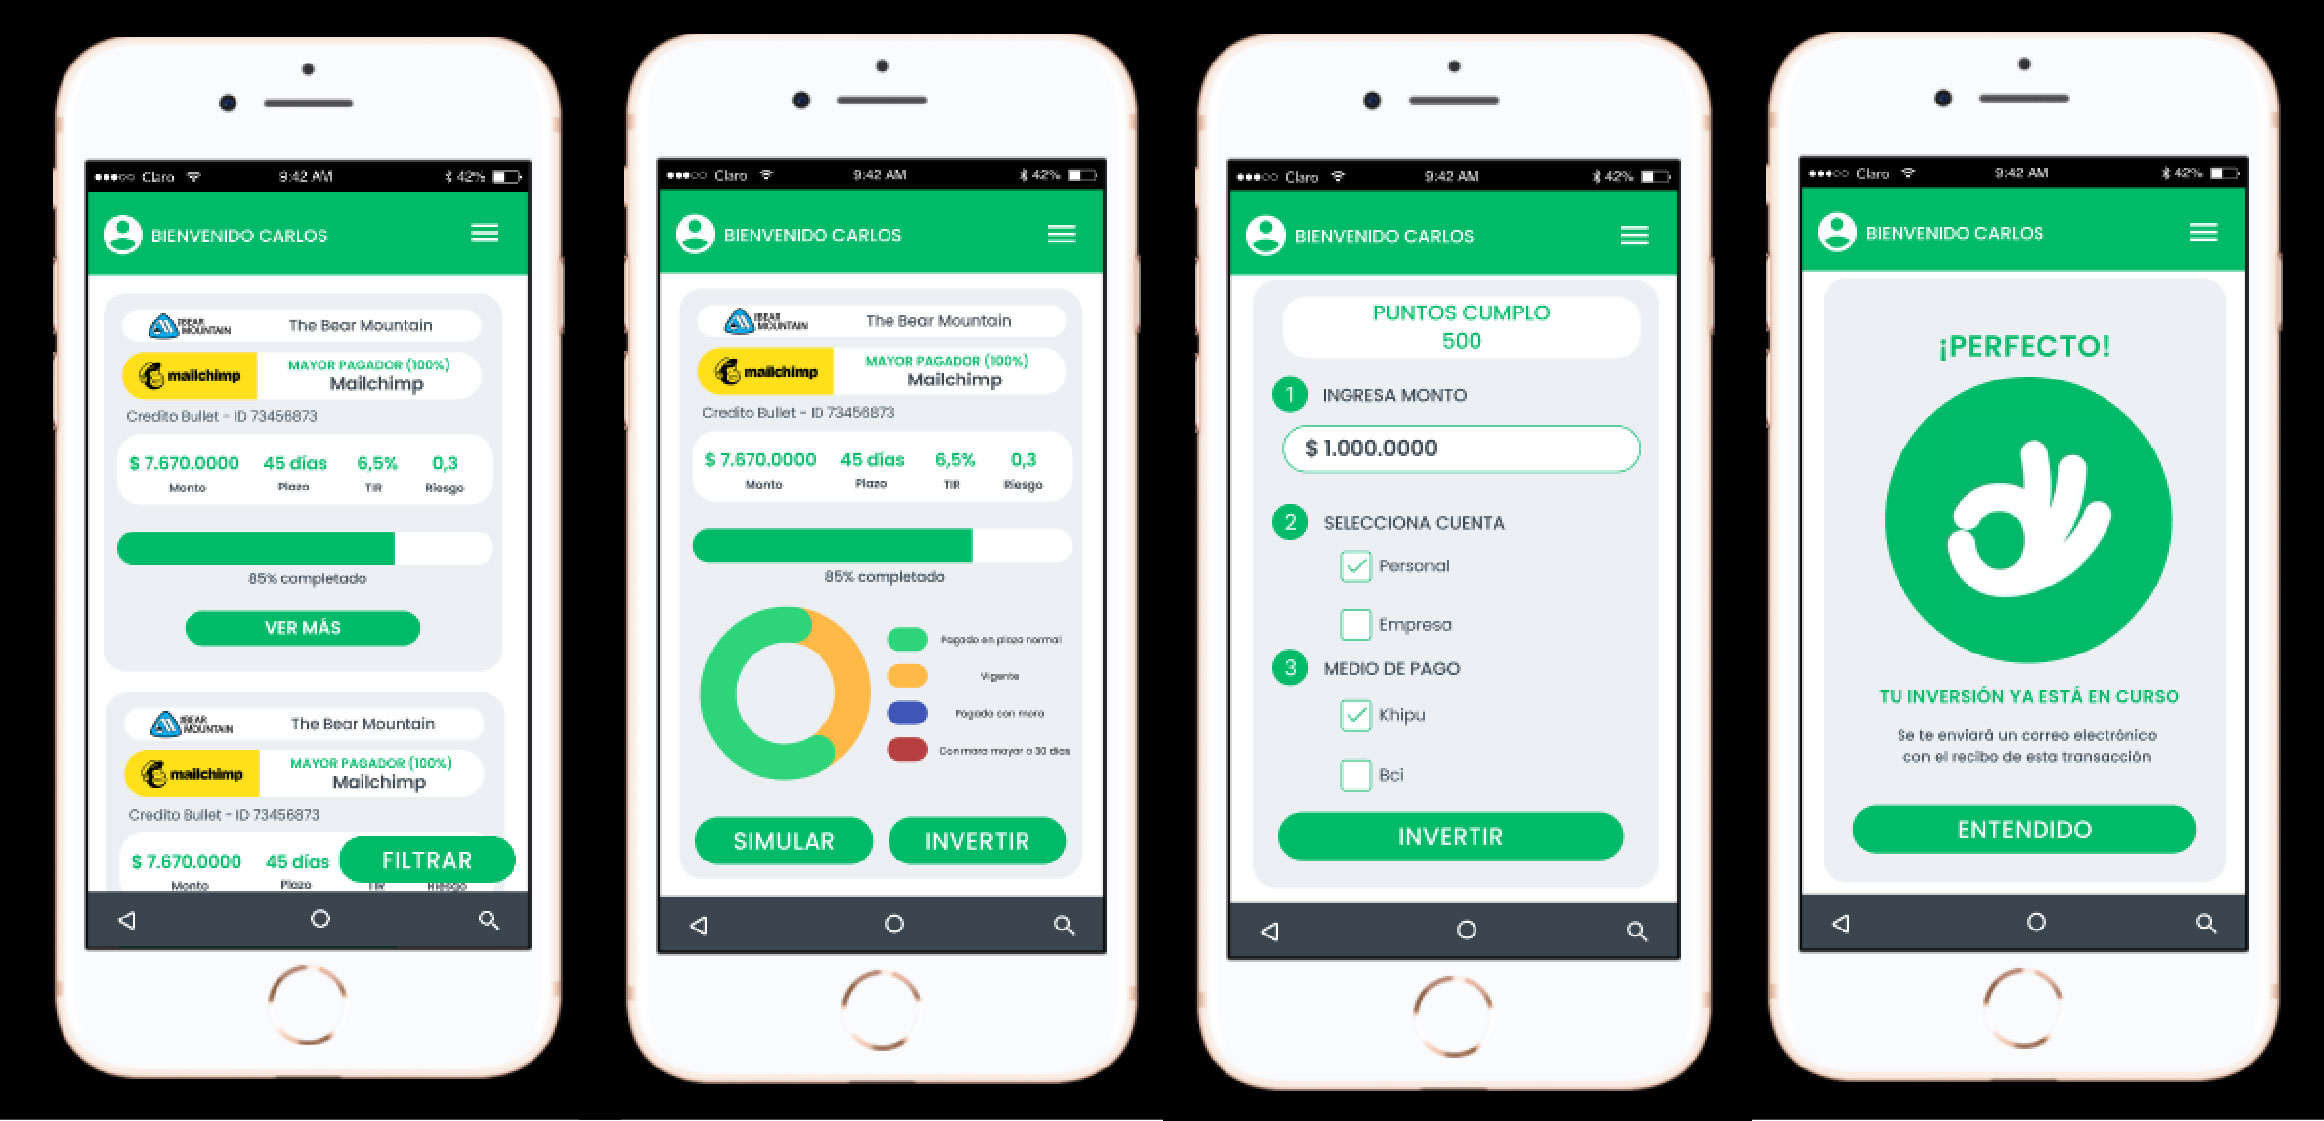 Claro 9:42 AM 42%
BIENVENIDO CARLOS
THE BEAR MOUNTAIN The Bear Mountain
mailchimp MAYOR PAGADOR (100%)
Mailchimp
Credito Bullet - ID 73456873
$ 7.670.0000 45 días 6,5% 0,3
Monto Plazo TIR Riesgo
85% completado
VER MÁS
THE BEAR MOUNTAIN The Bear Mountain
mailchimp MAYOR PAGADOR (100%)
Mailchimp
Credito Bullet - ID 73456873
$ 7.670.0000 45 días FILTRAR
Monto Plazo TIR Riesgo
Claro 9:42 AM 42%
BIENVENIDO CARLOS
THE BEAR MOUNTAIN The Bear Mountain
mailchimp MAYOR PAGADOR (100%)
Mailchimp
Credito Bullet - ID 73456873
$ 7.670.0000 45 días 6,5% 0,3
Monto Plazo TIR Riesgo
85% completado
Pagado en plazo normal
Vigente
Pagado con mora
Con mora mayor a 30 dias
SIMULAR INVERTIR
Claro 9:42 AM 42%
BIENVENIDO CARLOS
PUNTOS CUMPLO
500
1 INGRESA MONTO
$ 1.000.0000
2 SELECCIONA CUENTA
Personal
Empresa
3 MEDIO DE PAGO
Khipu
Bci
INVERTIR
Claro 9:42 AM 42%
BIENVENIDO CARLOS
¡PERFECTO!
TU INVERSIÓN YA ESTÁ EN CURSO
Se te enviará un correo electrónico
con el recibo de esta transacción
ENTENDIDO